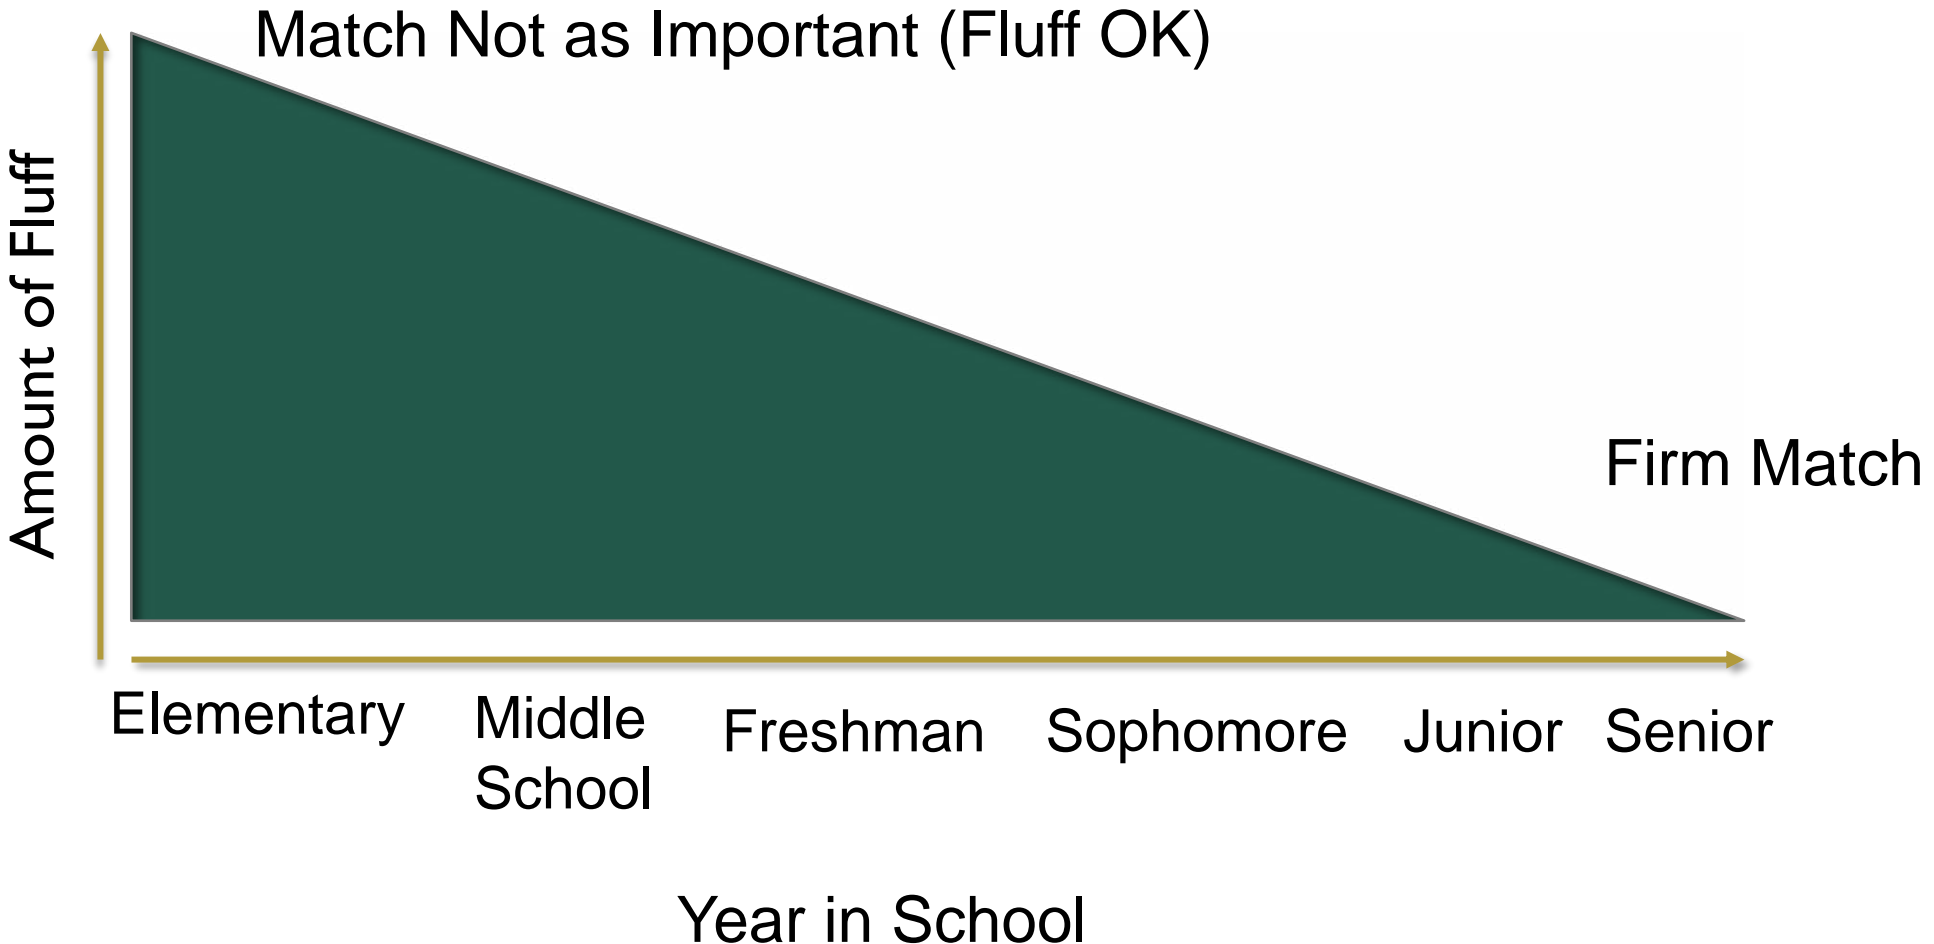 Match Not as Important (Fluff OK)
Amount of Fluff
Firm Match
Elementary
Middle
School
Freshman
Sophomore
Junior
Senior
Year in School